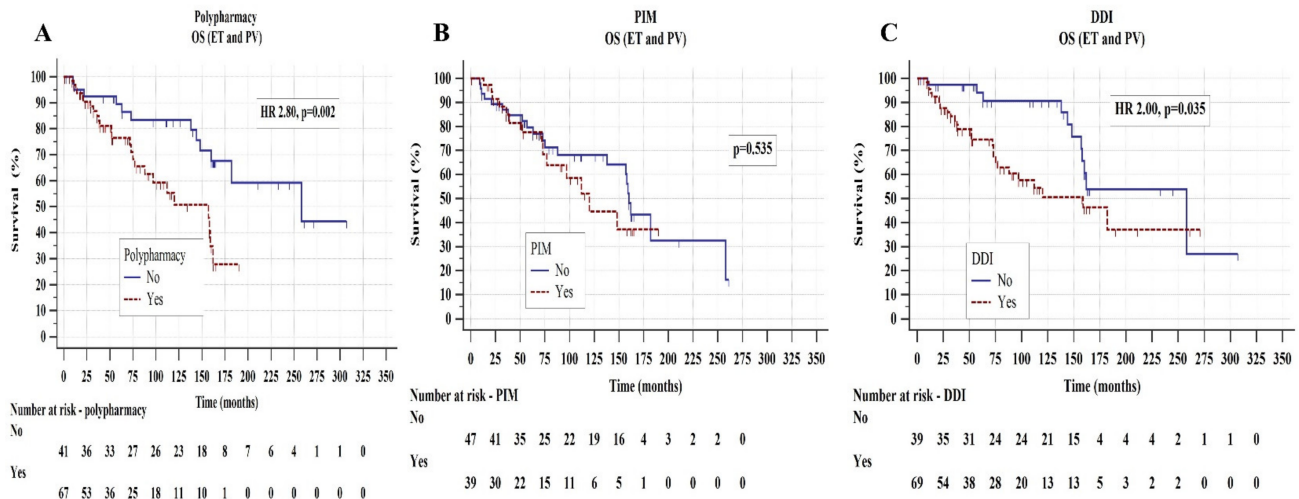 A
Polypharmacy
OS (ET and PV)
Survival (%)
100
90
80
70
60
50
40
30
20
10
0
HR 2.80, p=0.002
Polypharmacy
No
Yes
0 25 50 75 100 125 150 175 200 225 250 275 300 325 350
Time (months)
Number at risk - polypharmacy
No
41 36 33 27 26 23 18 8 7 6 4 1 1 0
Yes
67 53 36 25 18 11 10 1 0 0 0 0 0 0
B
PIM
OS (ET and PV)
Survival (%)
100
90
80
70
60
50
40
30
20
10
0
p=0.535
PIM
No
Yes
0 25 50 75 100 125 150 175 200 225 250 275 300 325 350
Time (months)
Number at risk - PIM
No
47 41 35 25 22 19 16 4 3 2 2 0
Yes
39 30 22 15 11 6 5 1 0 0 0 0
C
DDI
OS (ET and PV)
Survival (%)
100
90
80
70
60
50
40
30
20
10
0
HR 2.00, p=0.035
DDI
No
Yes
0 25 50 75 100 125 150 175 200 225 250 275 300 325 350
Time (months)
Number at risk - DDI
No
39 35 31 24 24 21 15 4 4 4 2 1 1 0
Yes
69 54 38 28 20 13 13 5 3 2 2 0 0 0